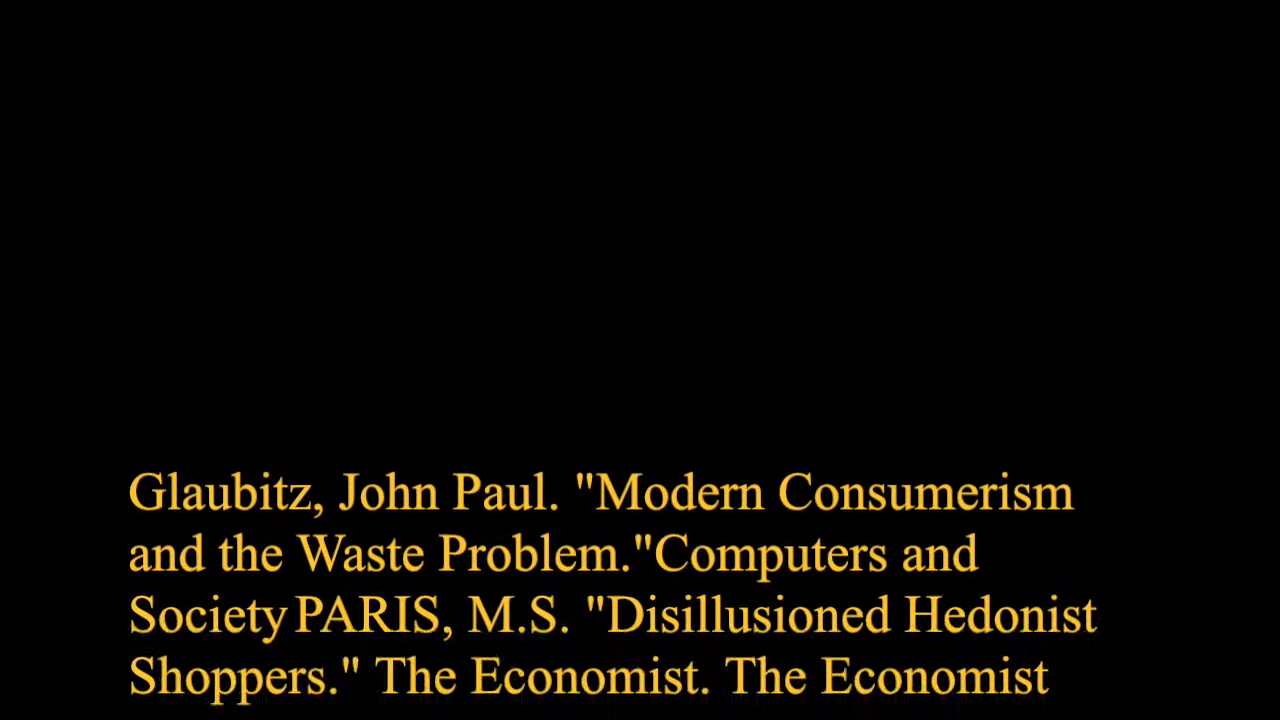 Glaubitz, John Paul. "Modern Consumerism
and the Waste Problem."Computers and
Society PARIS, M.S. "Disillusioned Hedonist
Shoppers." The Economist. The Economist